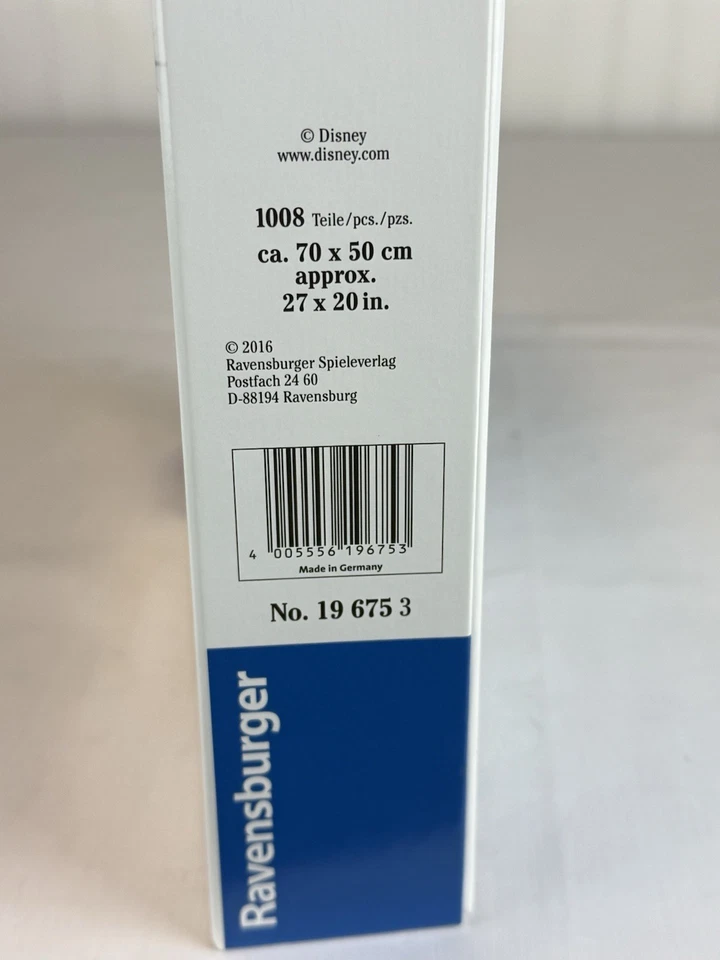 © Disney
www.disney.com
1008 Teile/pcs./pzs.
ca. 70 x 50 cm
approx.
27 x 20 in.
© 2016
Ravensburger Spieleverlag
Postfach 24 60
D-88194 Ravensburg
4 005556 196753
Made in Germany
No. 19 675 3
Ravensburger